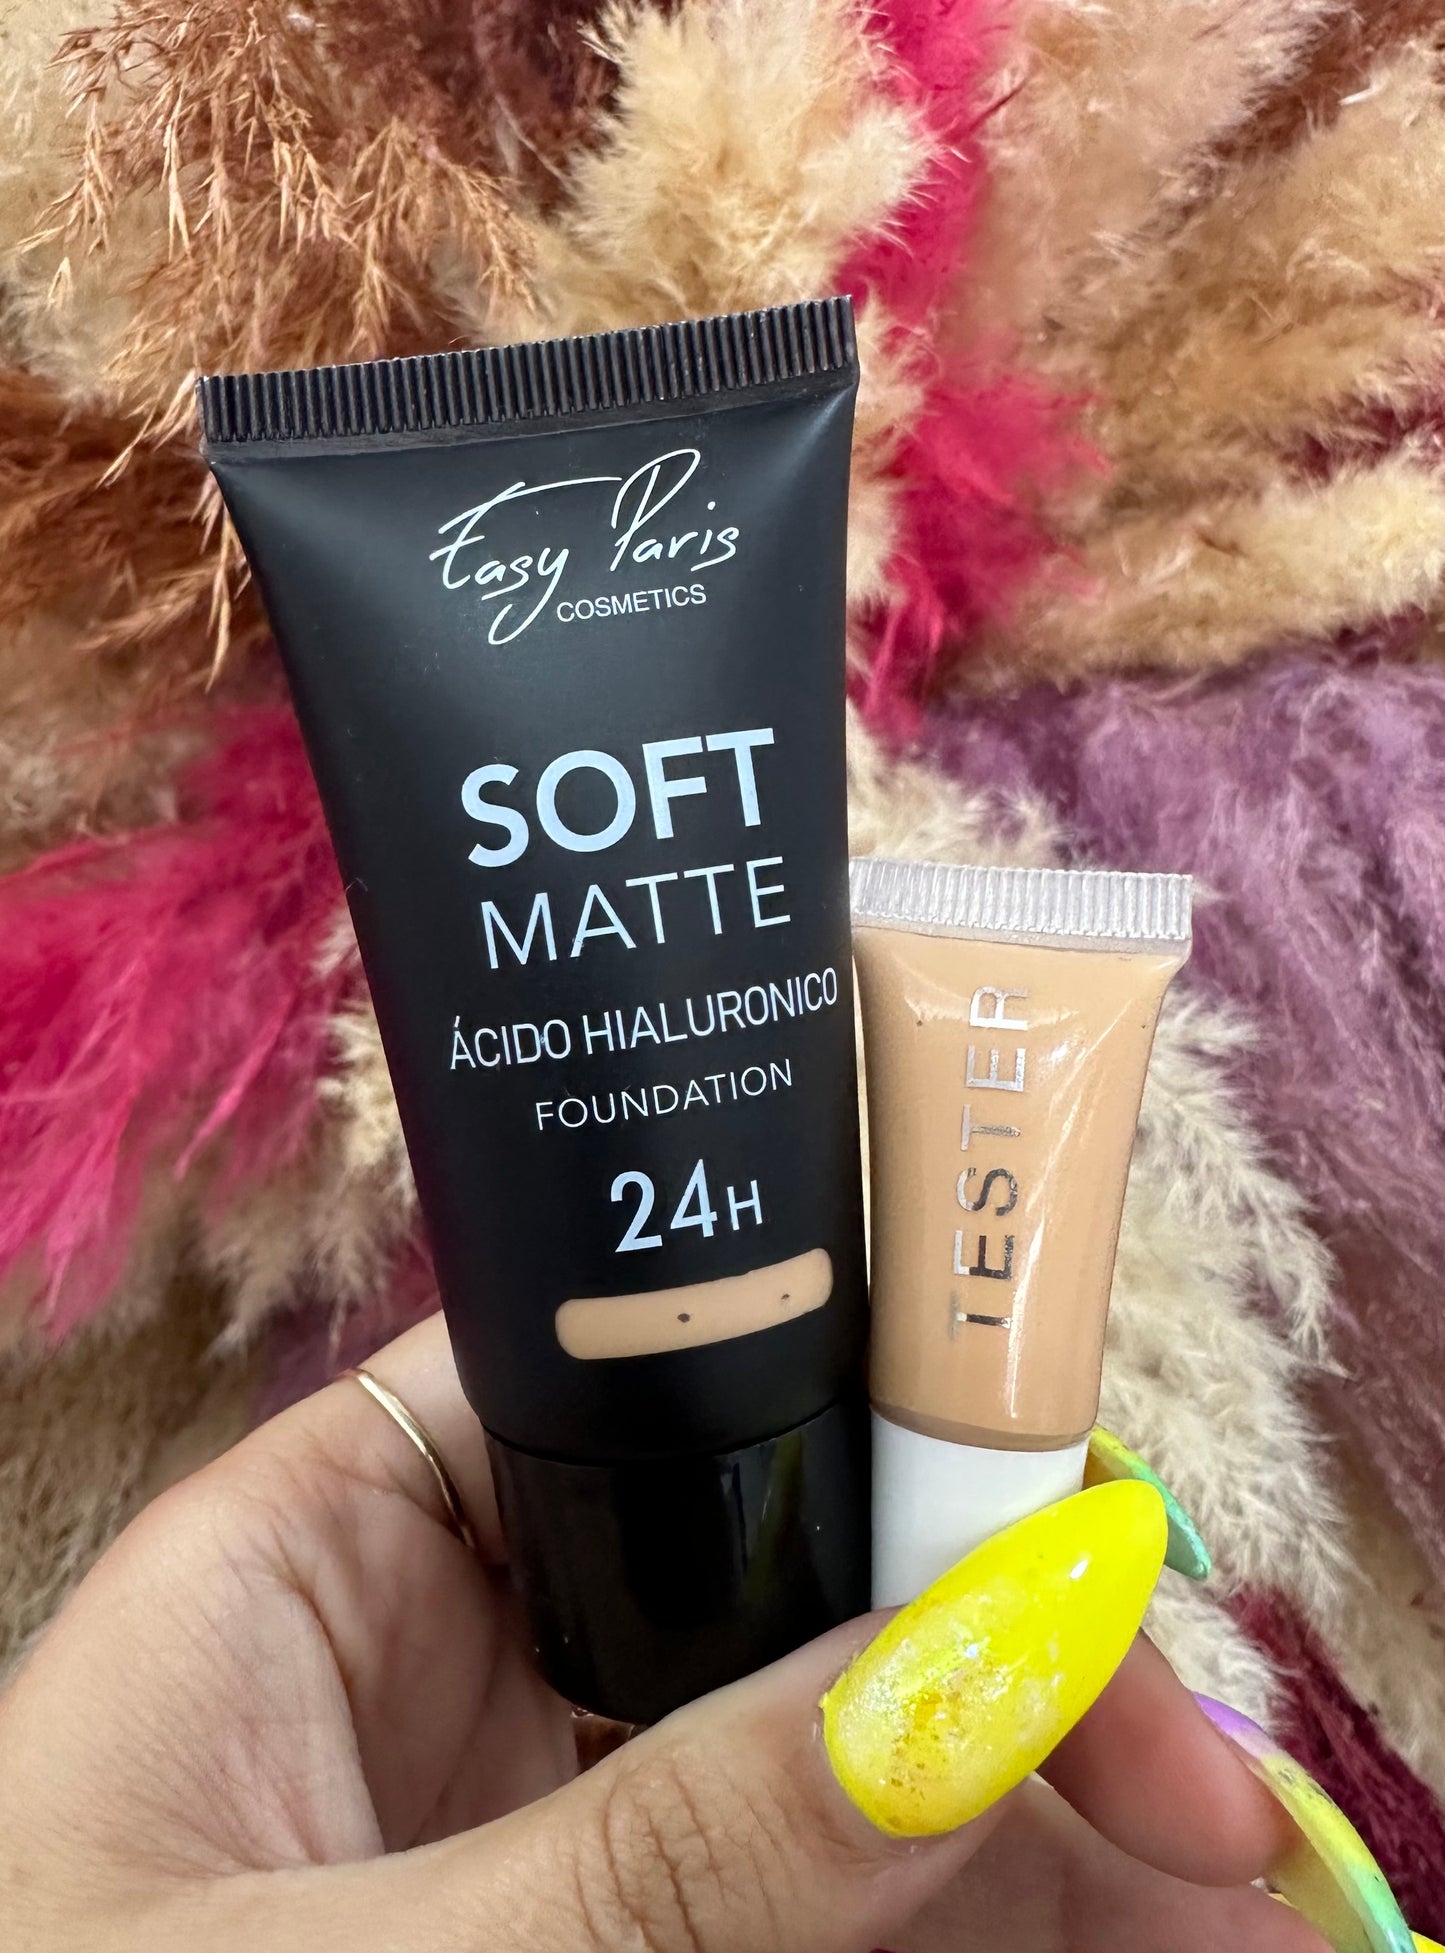 Easy Paris
COSMETICS
SOFT
MATTE
ÁCIDO HIALURONICO
FOUNDATION
24H
TESTER